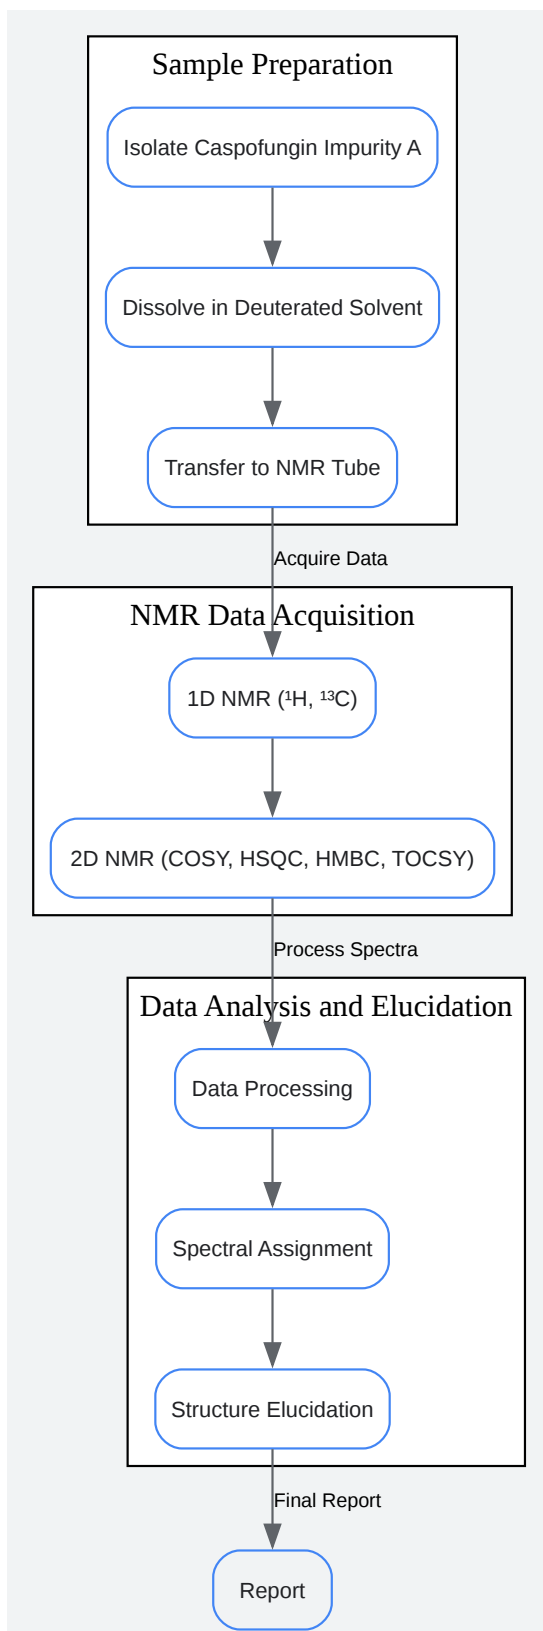 Sample Preparation
Isolate Caspofungin Impurity A
Dissolve in Deuterated Solvent
Transfer to NMR Tube
Acquire Data
NMR Data Acquisition
1D NMR (¹H, ¹³C)
2D NMR (COSY, HSQC, HMBC, TOCSY)
Process Spectra
Data Analysis and Elucidation
Data Processing
Spectral Assignment
Structure Elucidation
Final Report
Report